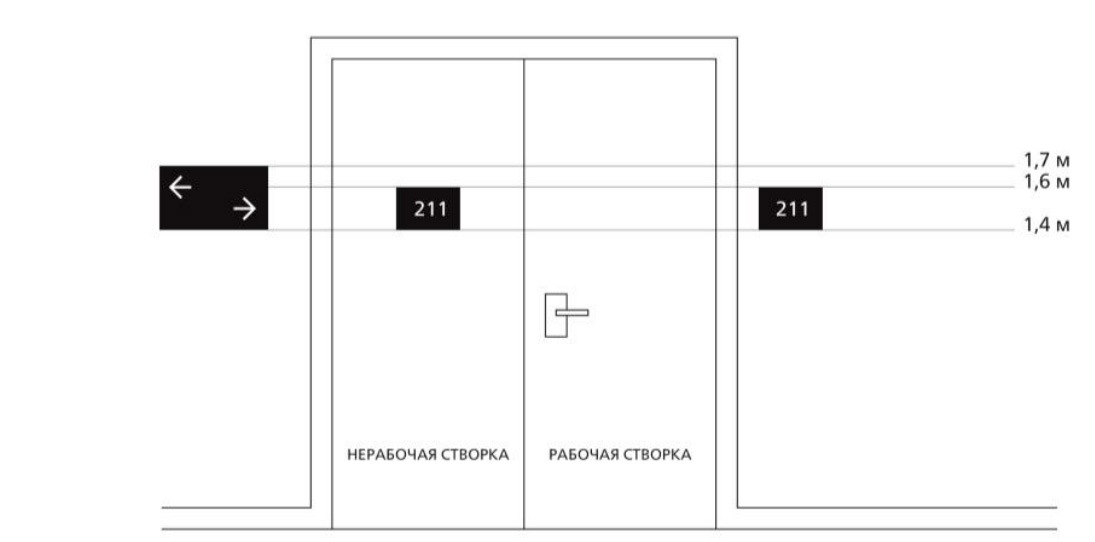 1,7 м
1,6 м
211
211
1,4 м
НЕРАБОЧАЯ СТВОРКА
РАБОЧАЯ СТВОРКА